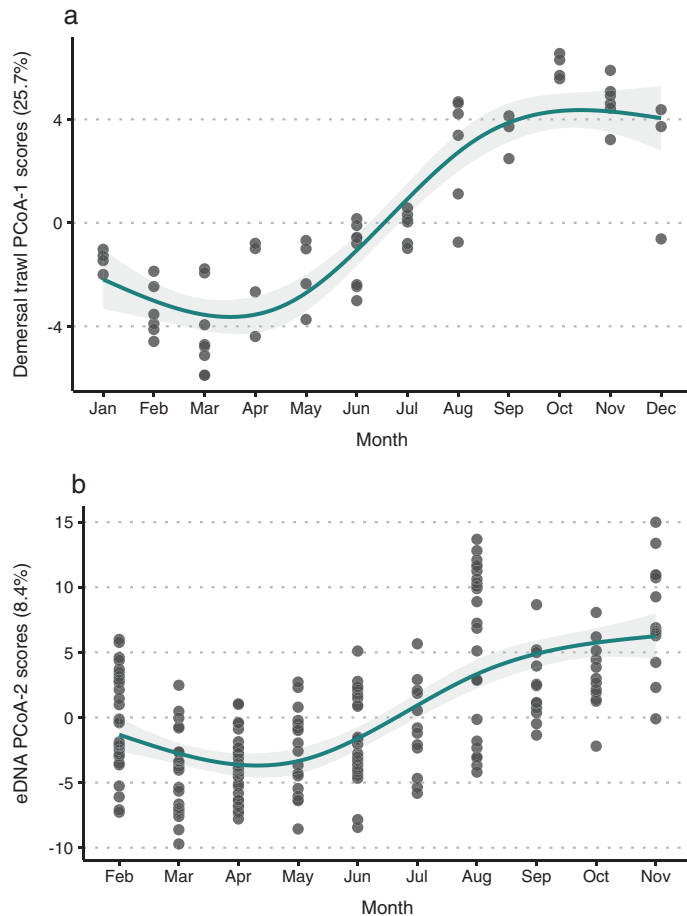 a
Demersal trawl PCoA-1 scores (25.7%)
4
0
-4
Jan Feb Mar Apr May Jun Jul Aug Sep Oct Nov Dec
Month
b
eDNA PCoA-2 scores (8.4%)
15
10
5
0
-5
-10
Feb Mar Apr May Jun Jul Aug Sep Oct Nov
Month